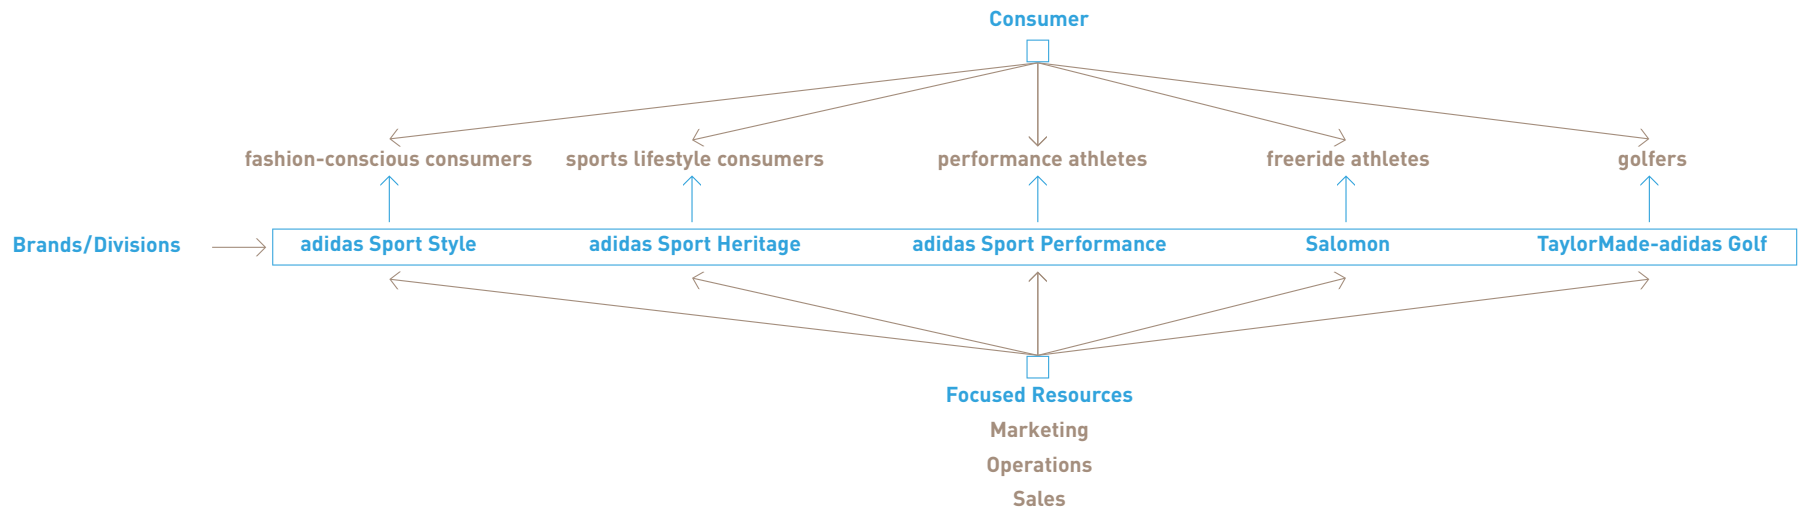 Consumer
fashion-conscious consumers
sports lifestyle consumers
performance athletes
freeride athletes
golfers
Brands/Divisions
adidas Sport Style
adidas Sport Heritage
adidas Sport Performance
Salomon
TaylorMade-adidas Golf
Focused Resources
Marketing
Operations
Sales